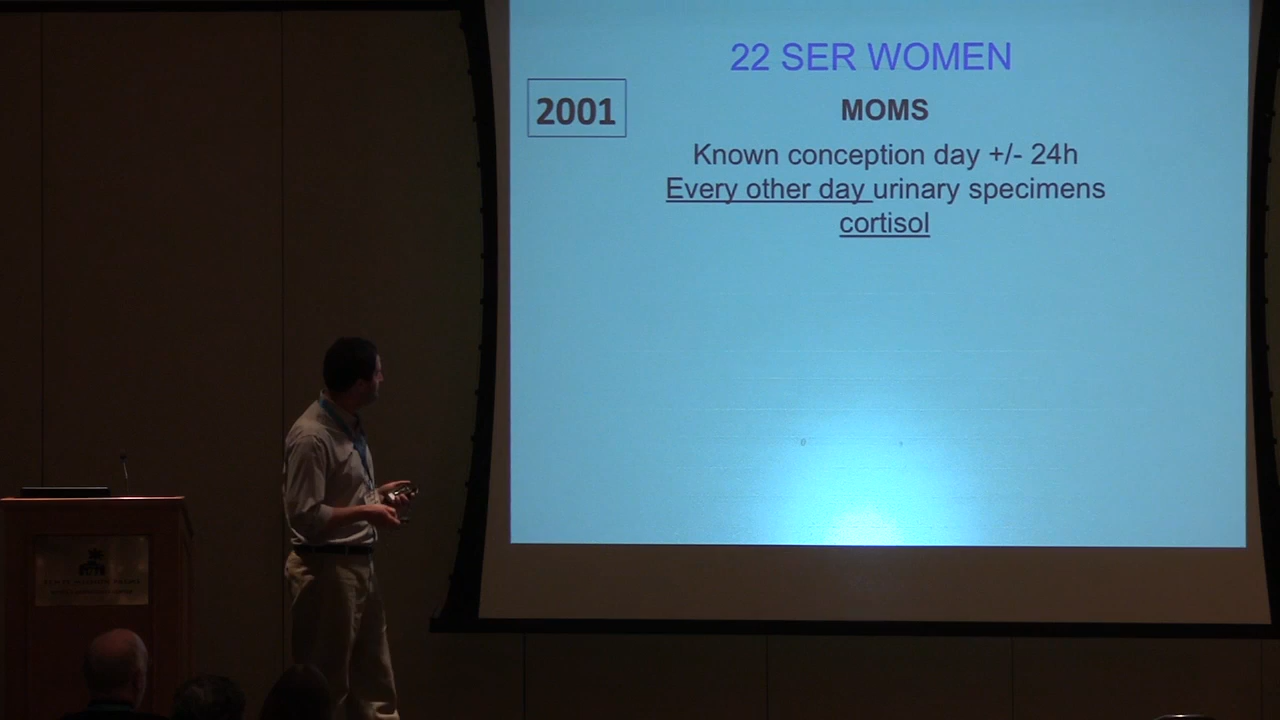 22 SER WOMEN
2001
MOMS
Known conception day +/- 24h
Every other day urinary specimens
cortisol